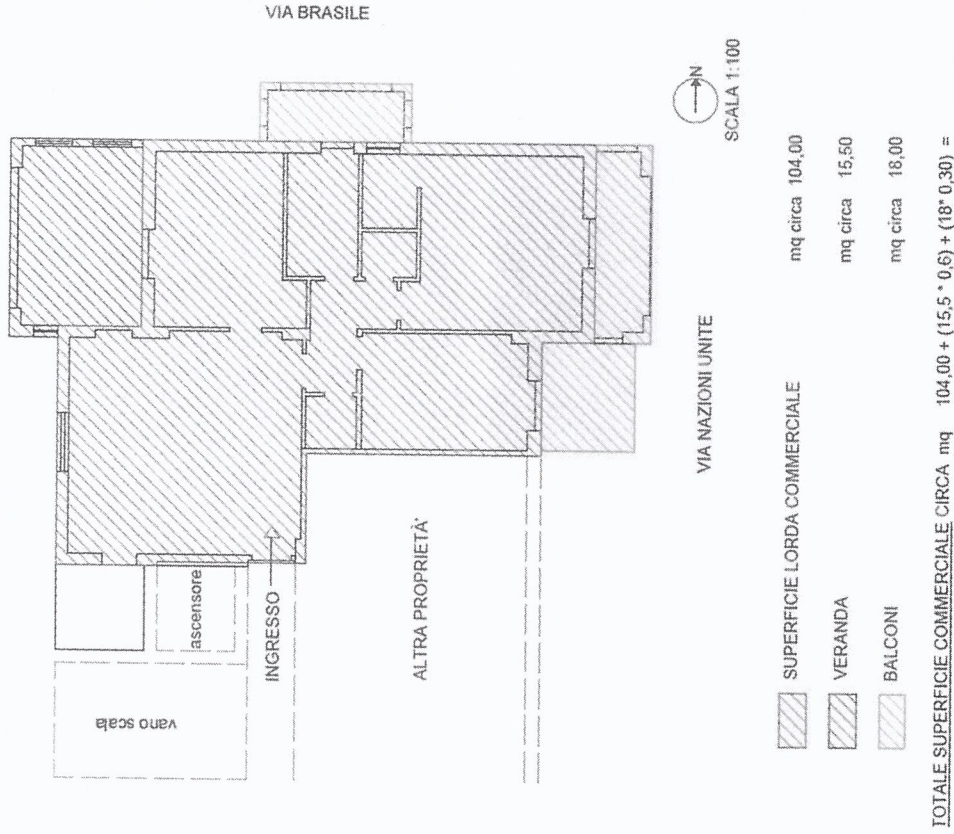 VIA BRASILE
ascensore
vano scala
INGRESSO
ALTRA PROPRIETÀ'
VIA NAZIONI UNITE
N
SCALA 1:100
SUPERFICIE LORDA COMMERCIALE mq circa 104,00
VERANDA mq circa 15,50
BALCONI mq circa 18,00
TOTALE SUPERFICIE COMMERCIALE CIRCA mq 104,00 + (15,5 * 0,6) + (18* 0,30) =